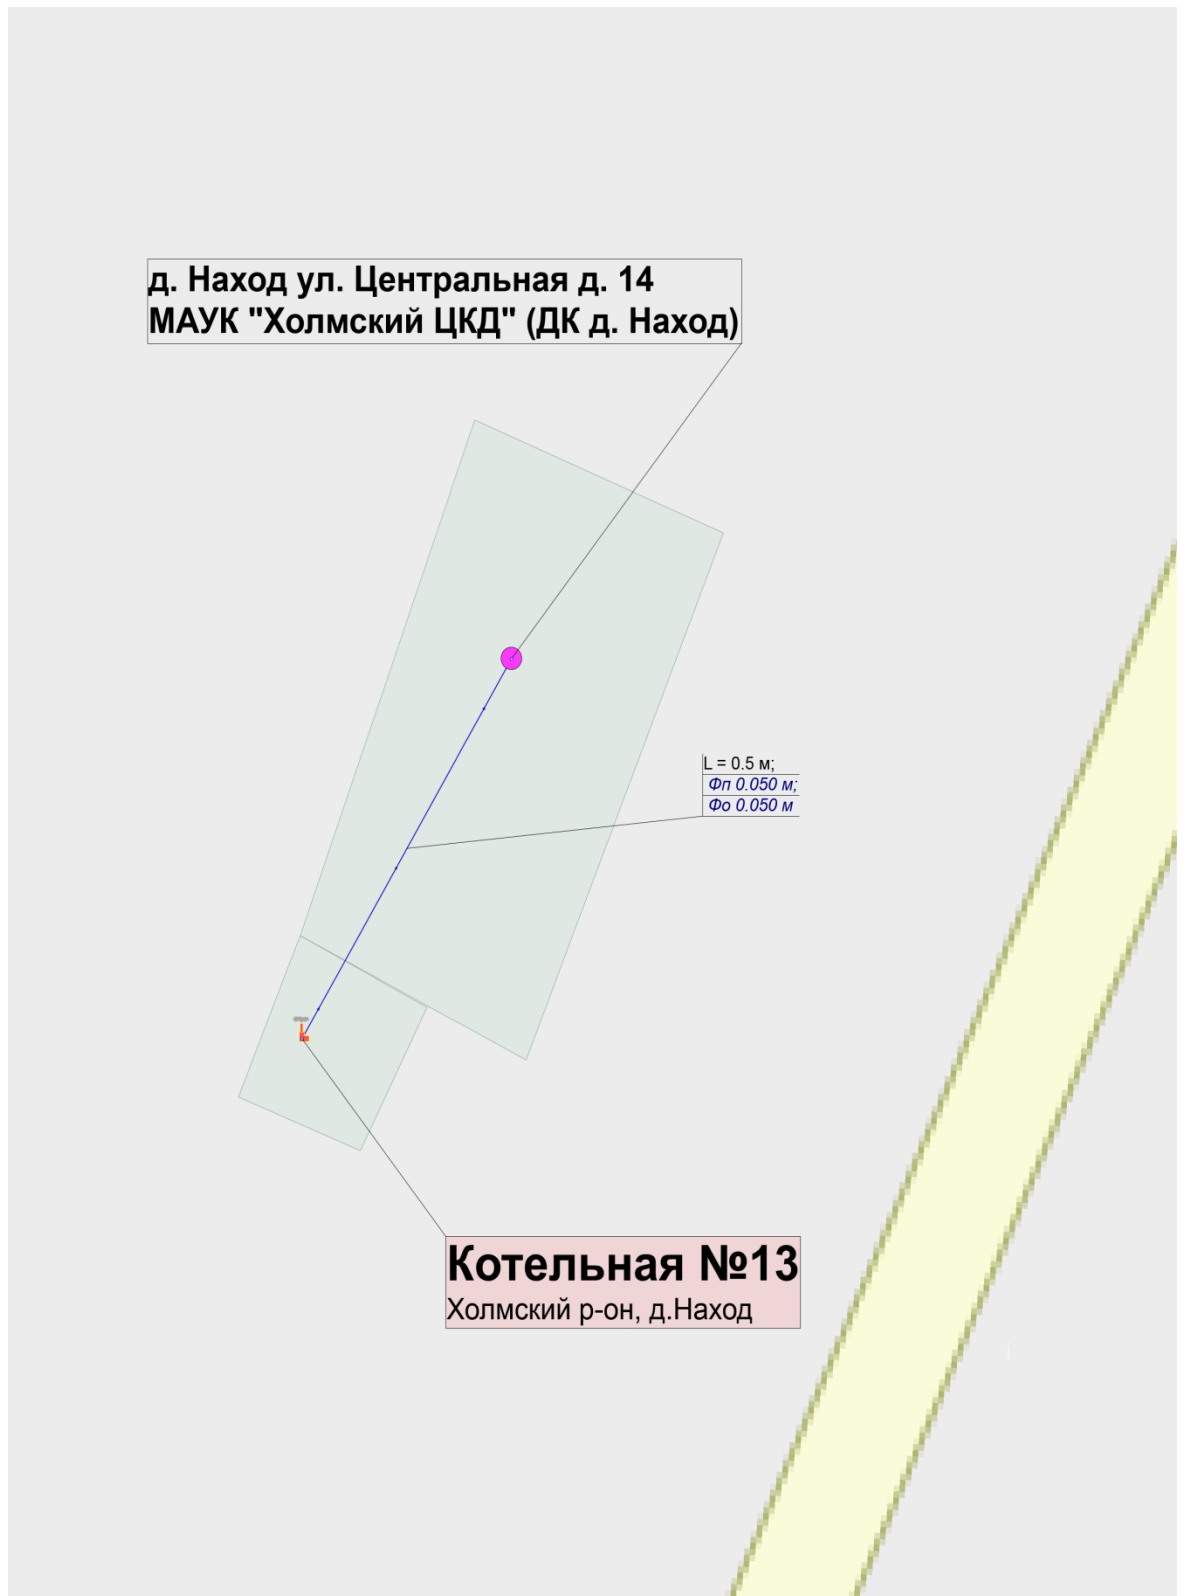 д. Наход ул. Центральная д. 14
МАУК "Холмский ЦКД" (ДК д. Наход)
L = 0.5 м;
Фп 0.050 м;
Фо 0.050 м
Котельная №13
Холмский р-он, д.Наход